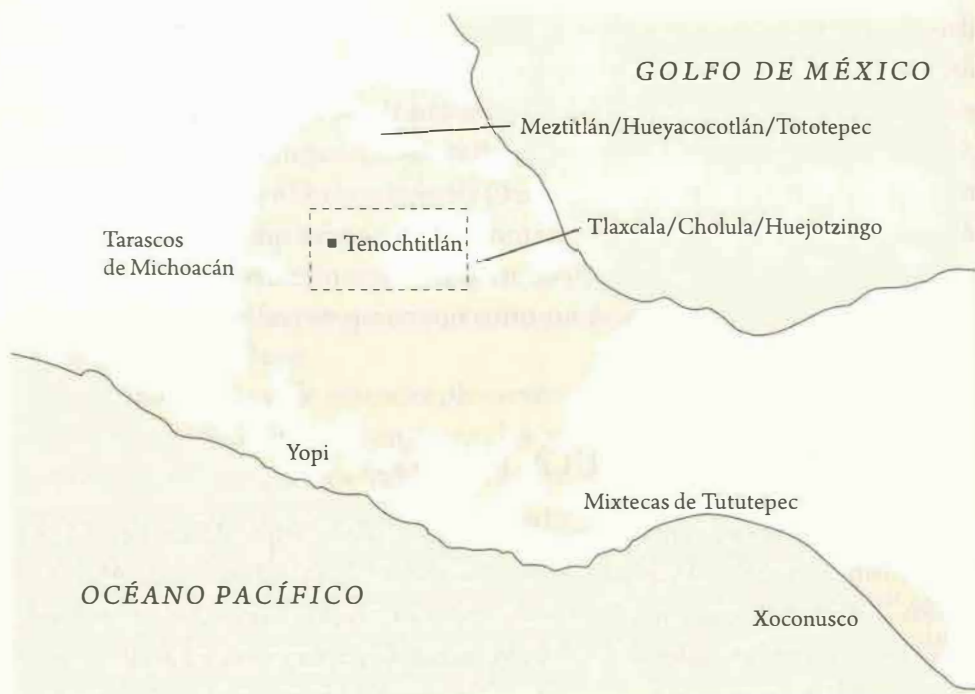 GOLFO DE MÉXICO
Meztitlán/Hueyacocotlán/Tototepec
Tlaxcala/Cholula/Huejotzingo
Tenochtitlán
Tarascos
de Michoacán
Yopi
Mixtecas de Tututepec
OCÉANO PACÍFICO
Xoconusco